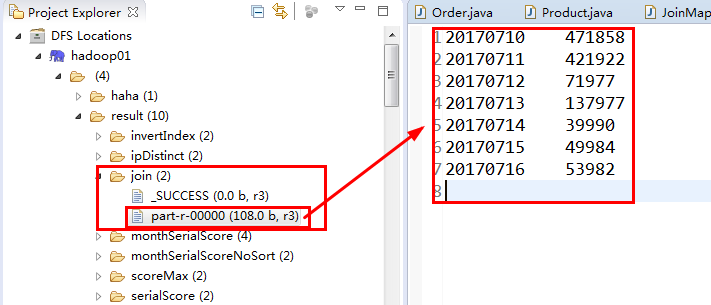 Project Explorer
DFS Locations
hadoop01
(4)
haha (1)
result (10)
invertIndex (2)
ipDistinct (2)
join (2)
_SUCCESS (0.0 b, r3)
part-r-00000 (108.0 b, r3)
monthSerialScore (4)
monthSerialScoreNoSort (2)
scoreMax (2)
serialScore (2)
Order.java Product.java JoinMap
1 20170710 471858
2 20170711 421922
3 20170712 71977
4 20170713 137977
5 20170714 39990
6 20170715 49984
7 20170716 53982
8